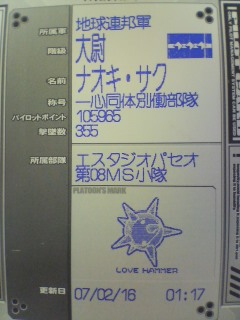 所属軍 地球連邦軍
階級 大尉
名前 ナオキ・サク
称号 一心同体別働部隊
パイロットポイント 105965
撃墜数 355
所属部隊 エスタジオパセオ
第08MS小隊
PLATOON'S MARK
LOVE HAMMER
更新日 07/02/16 01:17